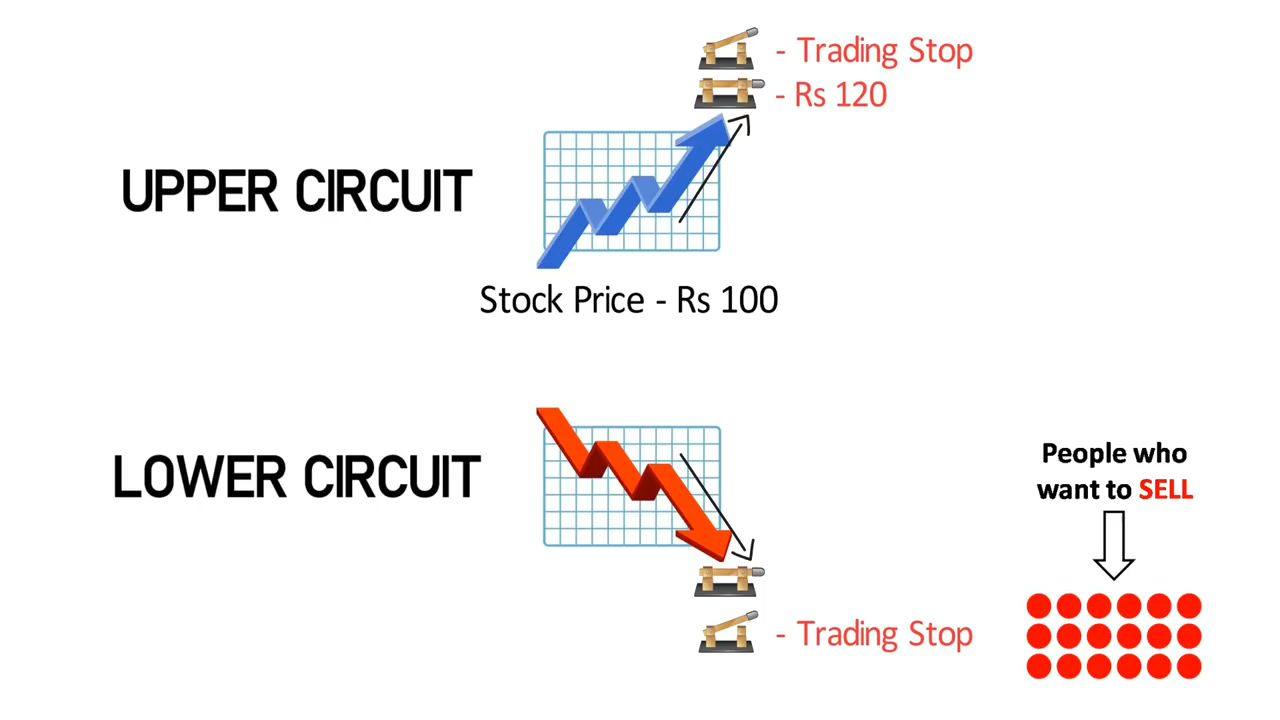 - Trading Stop
- Rs 120
UPPER CIRCUIT
Stock Price - Rs 100
LOWER CIRCUIT
People who
want to SELL
- Trading Stop